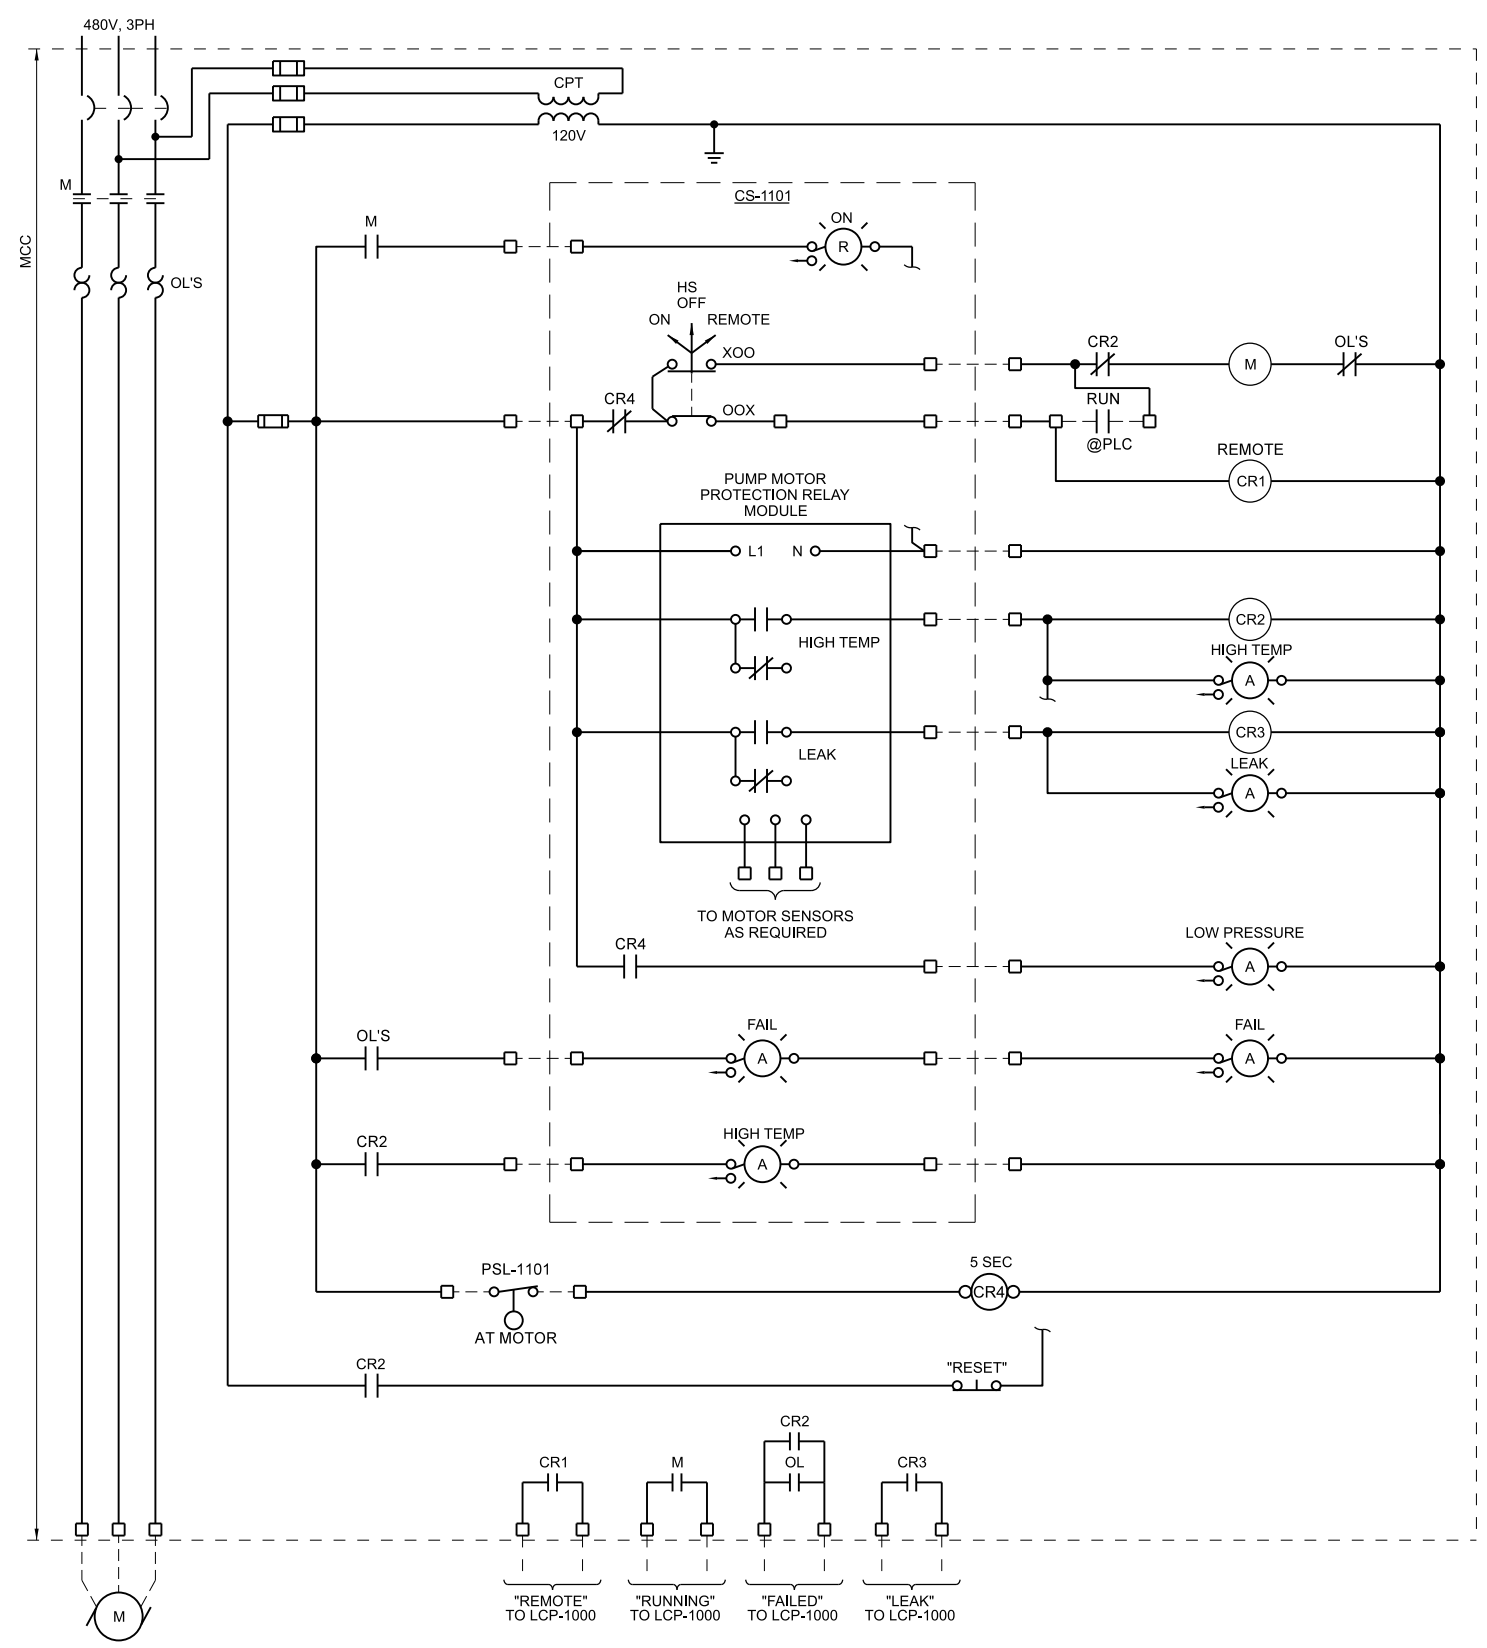 480V, 3PH
CPT
120V
MCC
M
OL'S
CS-1101
M
ON
R
HS
OFF
ON
REMOTE
XOO
CR2
M
OL'S
CR4
OOX
RUN
@PLC
REMOTE
CR1
PUMP MOTOR
PROTECTION RELAY
MODULE
L1
N
HIGH TEMP
CR2
HIGH TEMP
A
LEAK
CR3
LEAK
A
TO MOTOR SENSORS
AS REQUIRED
CR4
LOW PRESSURE
A
OL'S
FAIL
A
FAIL
A
CR2
HIGH TEMP
A
PSL-1101
AT MOTOR
5 SEC
CR4
CR2
"RESET"
CR1
"REMOTE"
TO LCP-1000
M
"RUNNING"
TO LCP-1000
CR2
OL
"FAILED"
TO LCP-1000
CR3
"LEAK"
TO LCP-1000
M